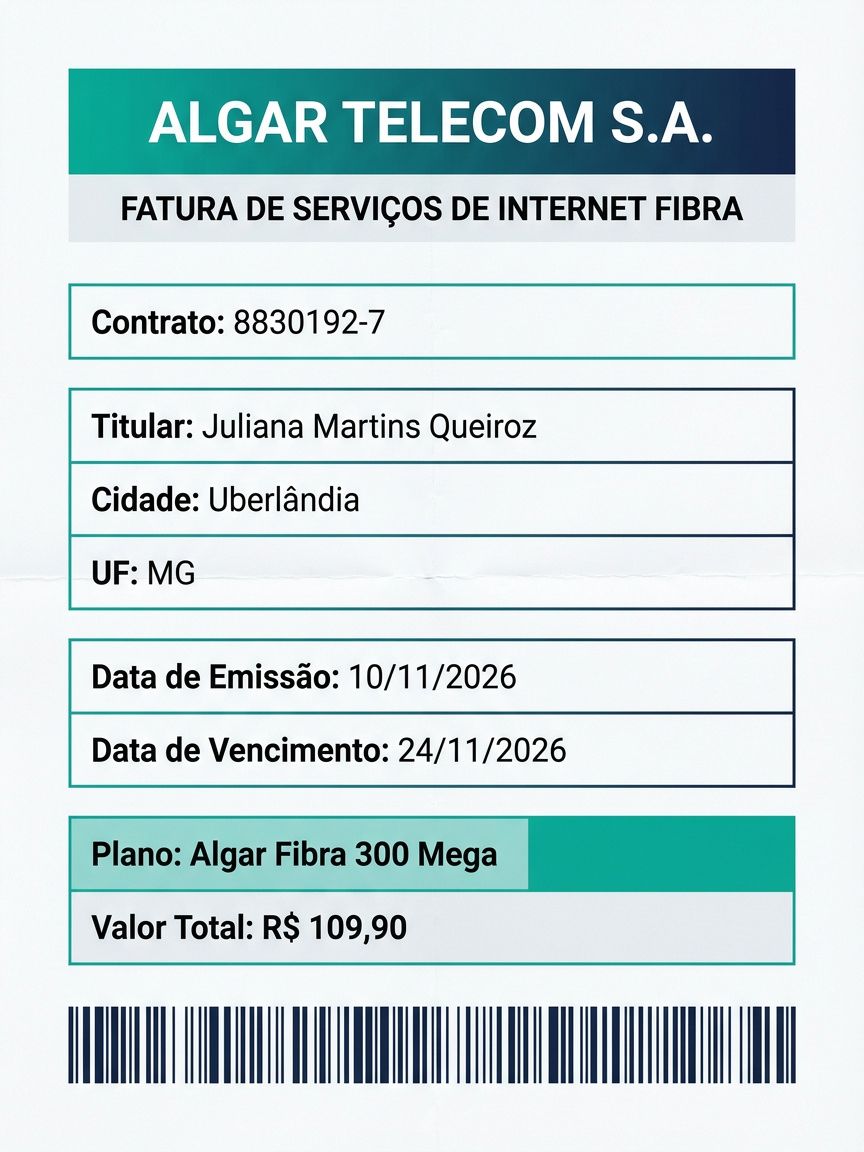 ALGAR TELECOM S.A.
FATURA DE SERVIÇOS DE INTERNET FIBRA
Contrato: 8830192-7
Titular: Juliana Martins Queiroz
Cidade: Uberlândia
UF: MG
Data de Emissão: 10/11/2026
Data de Vencimento: 24/11/2026
Plano: Algar Fibra 300 Mega
Valor Total: R$ 109,90